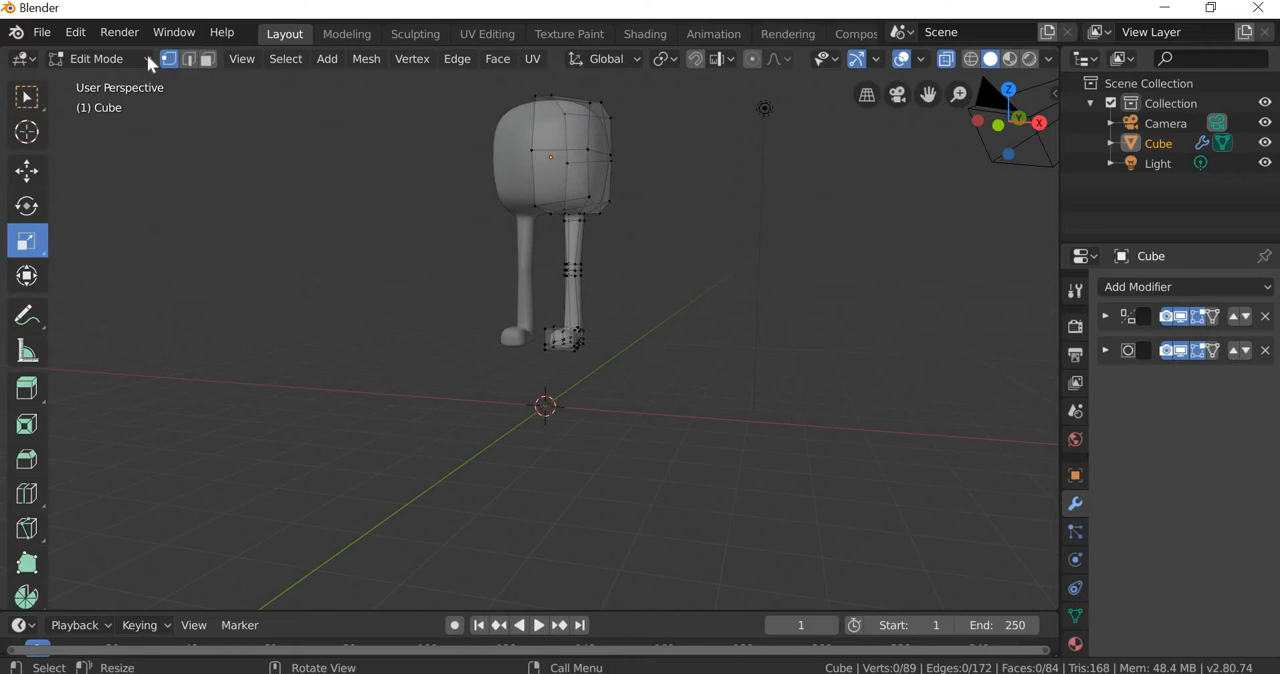 Blender
File Edit Render Window Help Layout Modeling Sculpting UV Editing Texture Paint Shading Animation Rendering Compos Scene View Layer
Edit Mode View Select Add Mesh Vertex Edge Face UV Global
User Perspective
(1) Cube
Z
Y
X
Scene Collection
Collection
Camera
Cube
Light
Cube
Add Modifier
Playback Keying View Marker 1 Start: 1 End: 250
Select Resize Rotate View Call Menu Cube | Verts:0/89 | Edges:0/172 | Faces:0/84 | Tris:168 | Mem: 48.4 MB | v2.80.74